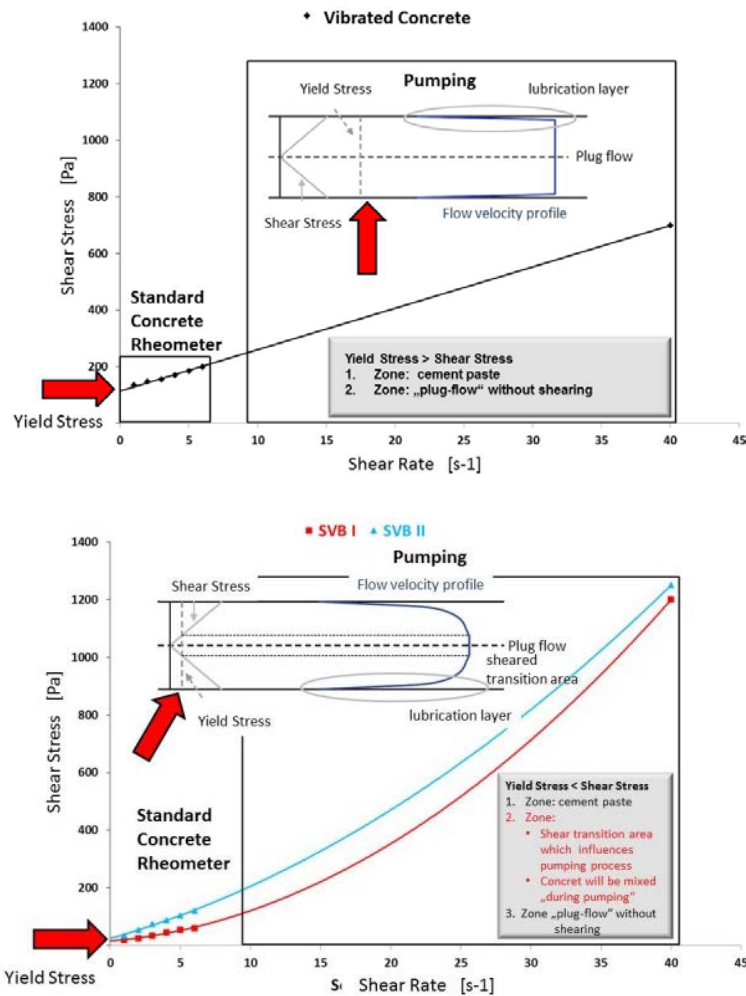 Vibrated Concrete
1400
1200
1000
800
600
400
200
0
0
5
10
15
20
25
30
35
40
45
Shear Stress [Pa]
Shear Rate [s-1]
Pumping
Yield Stress
lubrication layer
Plug flow
Shear Stress
Flow velocity profile
Standard
Concrete
Rheometer
Yield Stress
Yield Stress > Shear Stress
1. Zone: cement paste
2. Zone: „plug-flow“ without shearing
SVB I SVB II
Pumping
1400
1200
1000
800
600
400
200
0
0
5
10
15
20
25
30
35
40
45
Shear Stress [Pa]
Shear Rate [s-1]
Shear Stress
Flow velocity profile
Plug flow
sheared
transition area
Yield Stress
lubrication layer
Standard
Concrete
Rheometer
Yield Stress
Yield Stress < Shear Stress
1. Zone: cement paste
2. Zone:
• Shear transition area
which influences
pumping process
• Concret will be mixed
„during pumping”
3. Zone „plug-flow” without
shearing